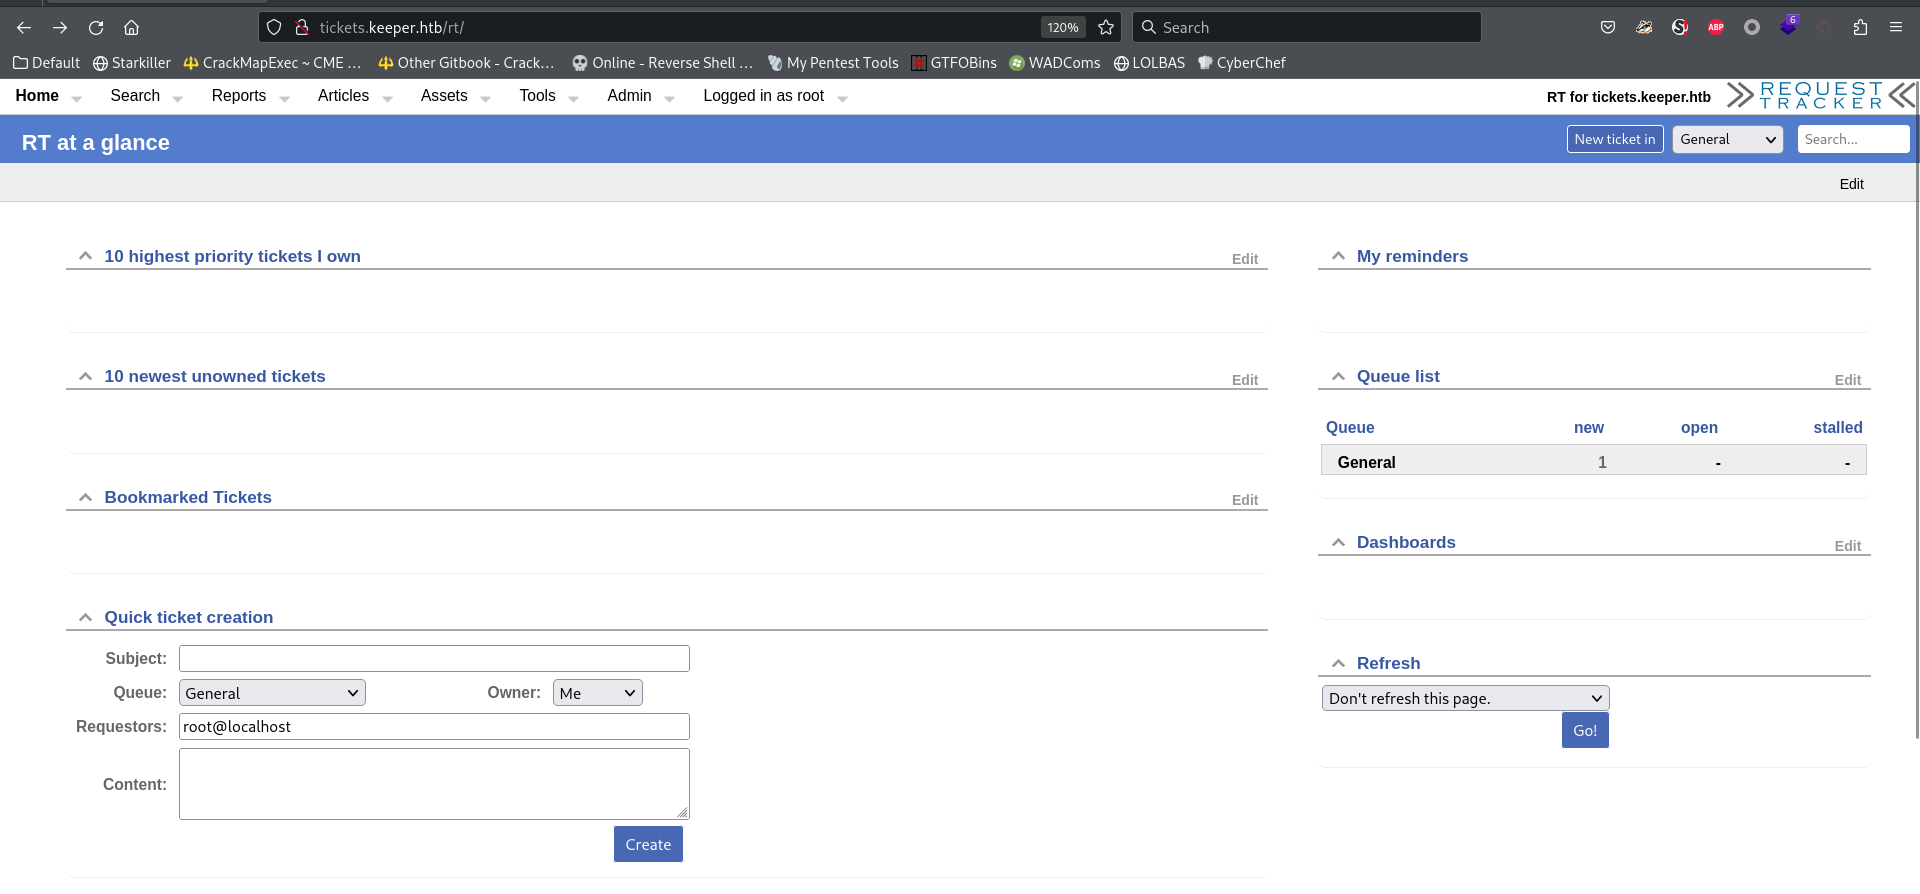 tickets.keeper.htb/rt/ 120% Search ABP 6
Default Starkiller CrackMapExec ~ CME ... Other Gitbook - Crack... Online - Reverse Shell ... My Pentest Tools GTFOBins WADComs LOLBAS CyberChef
Home Search Reports Articles Assets Tools Admin Logged in as root RT for tickets.keeper.htb REQUEST
TRACKER
RT at a glance New ticket in General Search...
Edit
10 highest priority tickets I own Edit
My reminders
10 newest unowned tickets Edit
Queue list Edit
Queue new open stalled
General 1 - -
Bookmarked Tickets Edit
Dashboards Edit
Quick ticket creation
Subject:
Queue: General Owner: Me
Requestors: root@localhost
Content:
Create
Refresh
Don't refresh this page.
Go!